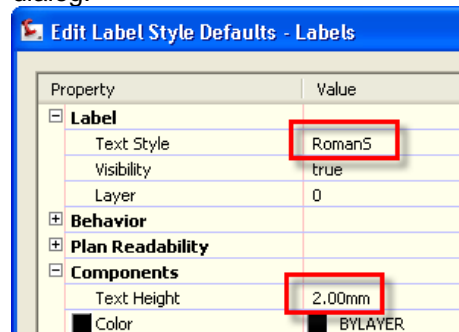 dialog.
Edit Label Style Defaults - Labels
Property Value
Label
Text Style RomanS
Visibility true
Layer 0
Behavior
Plan Readability
Components
Text Height 2.00mm
Color BYLAYER